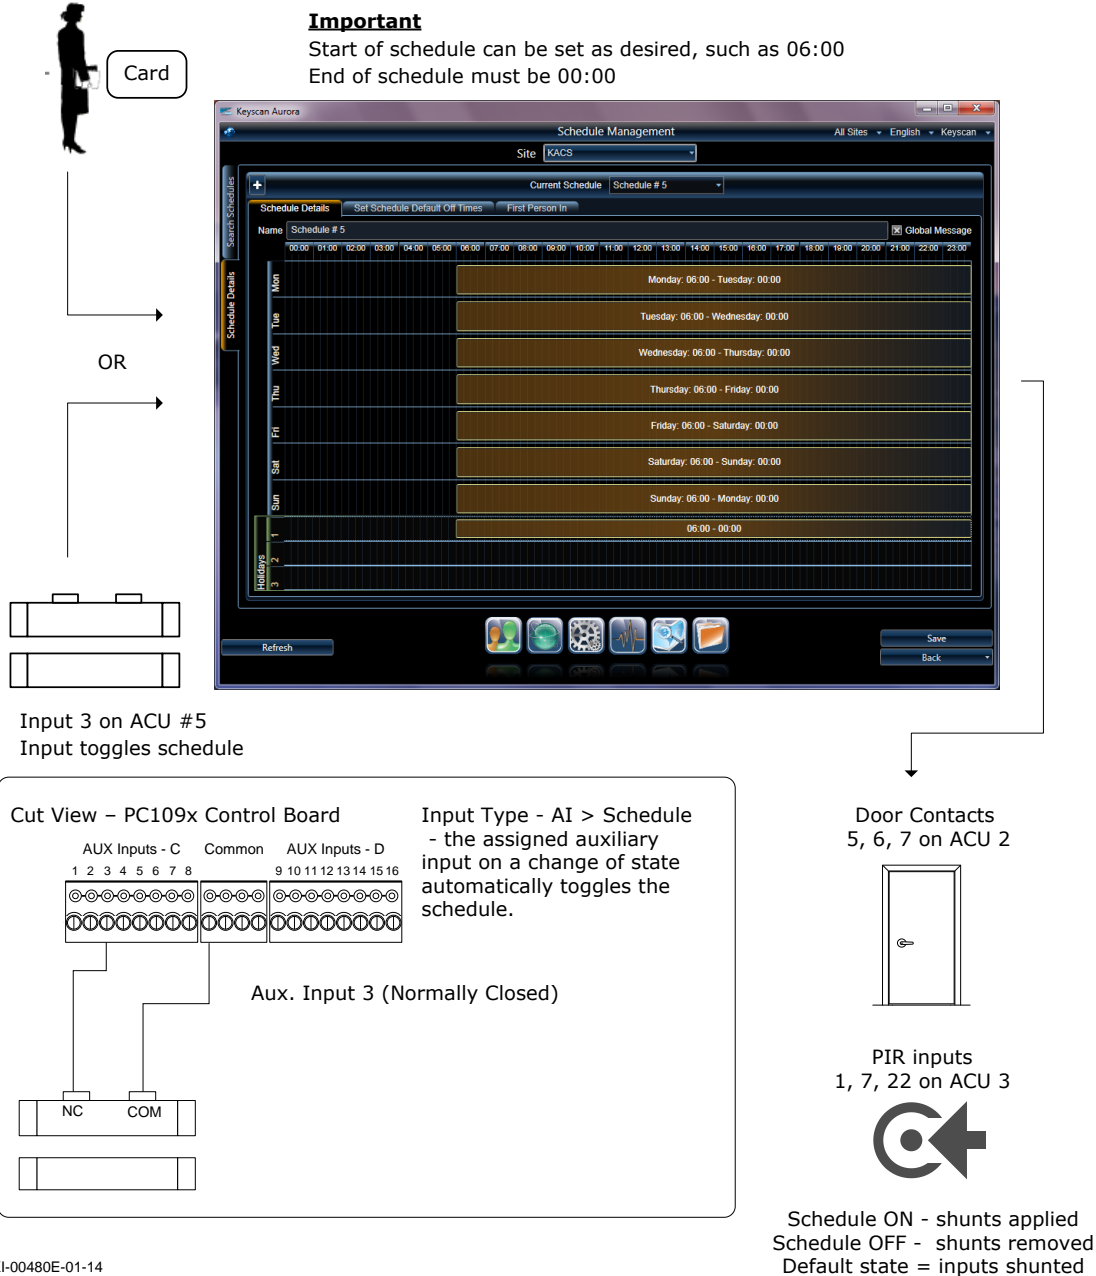 Important
Start of schedule can be set as desired, such as 06:00
End of schedule must be 00:00
Card
Keyscan Aurora
Schedule Management
All Sites English Keyscan
Site KACS
Search Schedules
Schedule Details
Current Schedule Schedule # 5
Schedule Details Set Schedule Default Off Times First Person In
Name Schedule # 5 Global Message
00:00 01:00 02:00 03:00 04:00 05:00 06:00 07:00 08:00 09:00 10:00 11:00 12:00 13:00 14:00 15:00 16:00 17:00 18:00 19:00 20:00 21:00 22:00 23:00
Mon Monday: 06:00 - Tuesday: 00:00
Tue Tuesday: 06:00 - Wednesday: 00:00
Wed Wednesday: 06:00 - Thursday: 00:00
Thu Thursday: 06:00 - Friday: 00:00
Fri Friday: 06:00 - Saturday: 00:00
Sat Saturday: 06:00 - Sunday: 00:00
Sun Sunday: 06:00 - Monday: 00:00
Holidays
1 06:00 - 00:00
2
3
Refresh
Save
Back
OR
Input 3 on ACU #5
Input toggles schedule
Cut View – PC109x Control Board
AUX Inputs - C Common AUX Inputs - D
1 2 3 4 5 6 7 8 9 10 11 12 13 14 15 16
Input Type - AI > Schedule
- the assigned auxiliary
input on a change of state
automatically toggles the
schedule.
Aux. Input 3 (Normally Closed)
NC COM
Door Contacts
5, 6, 7 on ACU 2
PIR inputs
1, 7, 22 on ACU 3
Schedule ON - shunts applied
Schedule OFF - shunts removed
Default state = inputs shunted
I-00480E-01-14